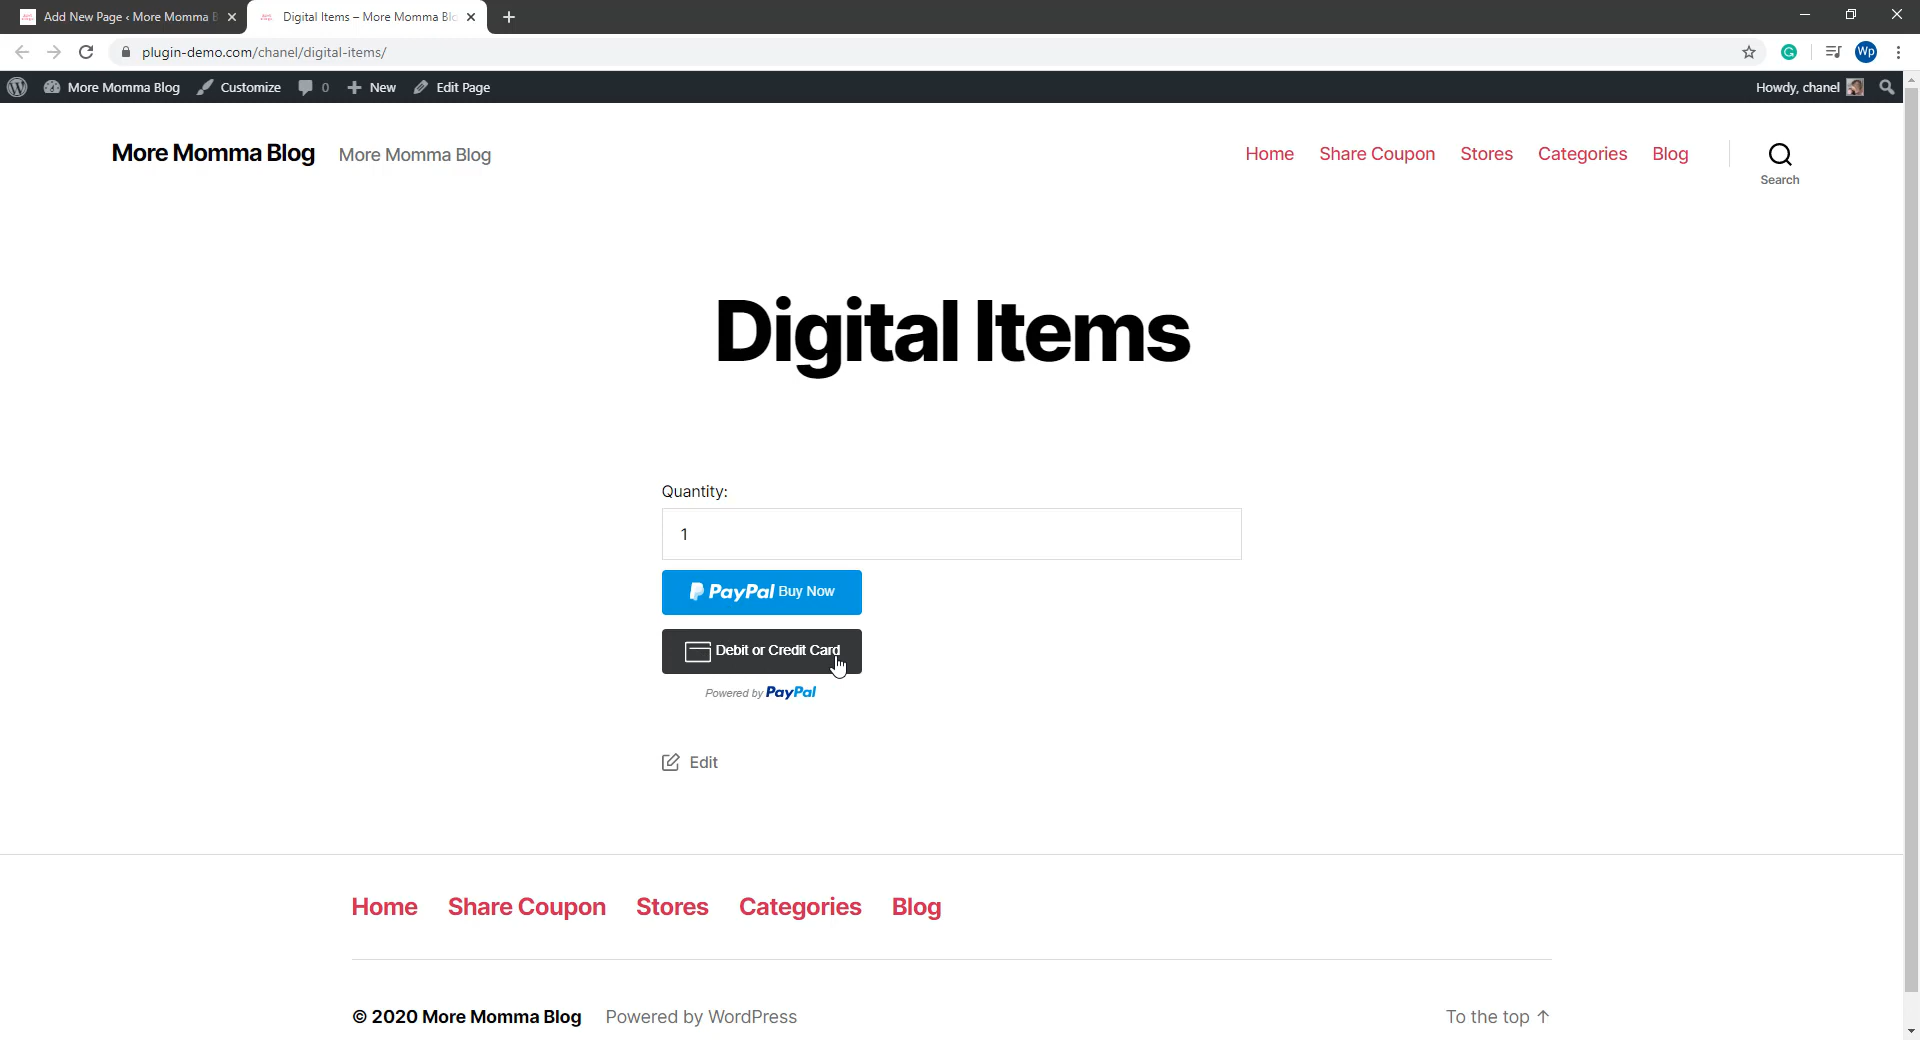 Add New Page ‹ More Momma B
Digital Items – More Momma Blo
plugin-demo.com/chanel/digital-items/
Wp
More Momma Blog
Customize
0
New
Edit Page
Howdy, chanel
More Momma Blog
More Momma Blog
Home
Share Coupon
Stores
Categories
Blog
Search
Digital Items
Quantity:
1
PayPal Buy Now
Debit or Credit Card
Powered by PayPal
Edit
Home
Share Coupon
Stores
Categories
Blog
© 2020 More Momma Blog
Powered by WordPress
To the top ↑